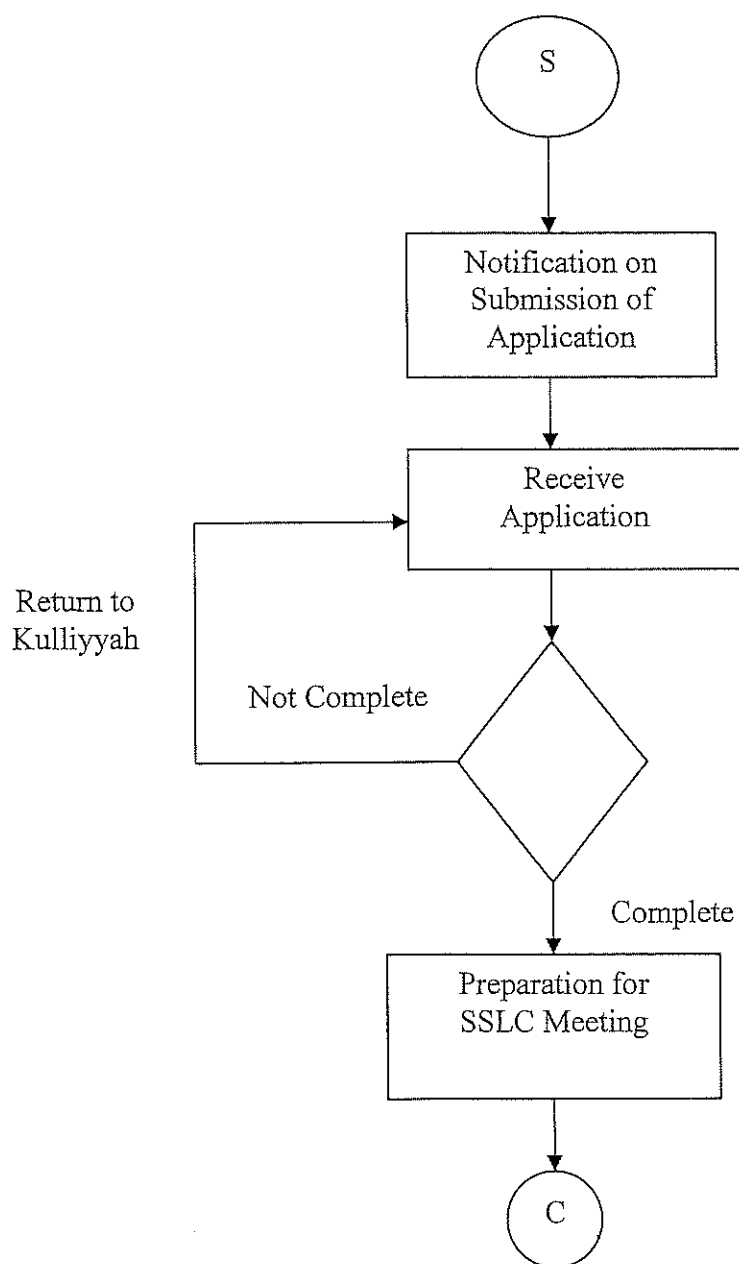 S
Notification on
Submission of
Application
Receive
Application
Return to
Kulliyyah
Not Complete
Complete
Preparation for
SSLC Meeting
C